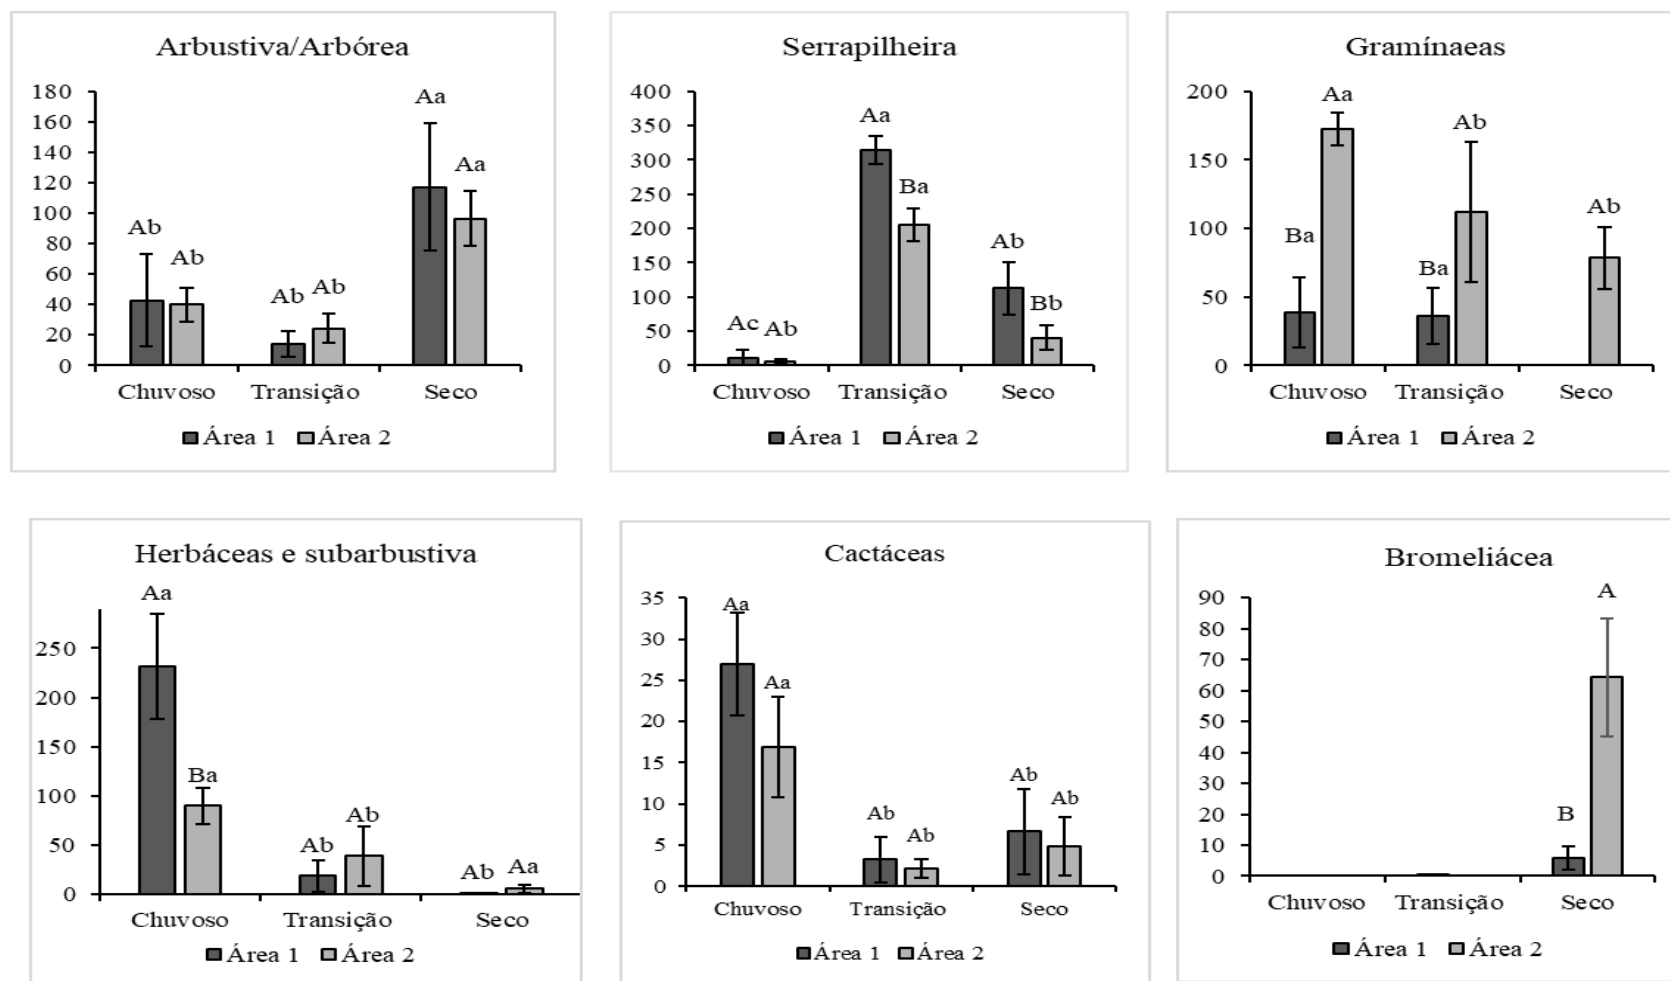 Arbustiva/Arbórea
180
160
140
120
100
80
60
40
20
0
Ab
Ab
Ab
Ab
Aa
Aa
Chuvoso Transição Seco
Área 1 Área 2
Serrapilheira
400
350
300
250
200
150
100
50
0
Ac
Ab
Aa
Ba
Ab
Bb
Chuvoso Transição Seco
Área 1 Área 2
Gramínaeas
200
150
100
50
0
Ba
Aa
Ba
Ab
Ab
Chuvoso Transição Seco
Área 1 Área 2
Herbáceas e subarbustiva
250
200
150
100
50
0
Aa
Ba
Ab
Ab
Ab
Aa
Chuvoso Transição Seco
Área 1 Área 2
Cactáceas
35
30
25
20
15
10
5
0
Aa
Aa
Ab
Ab
Ab
Ab
Chuvoso Transição Seco
Área 1 Área 2
Bromeliácea
90
80
70
60
50
40
30
20
10
0
B
A
Chuvoso Transição Seco
Área 1 Área 2